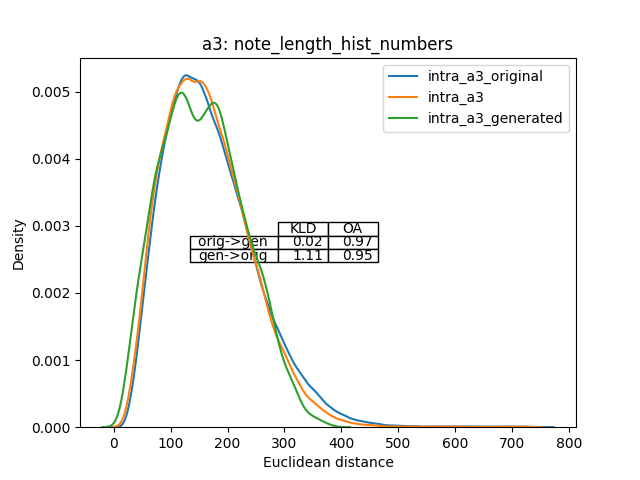 a3: note_length_hist_numbers
intra_a3_original
intra_a3
intra_a3_generated
KLD OA
orig->gen 0.02 0.97
gen->orig 1.11 0.95
Density
0.005
0.004
0.003
0.002
0.001
0.000
0 100 200 300 400 500 600 700 800
Euclidean distance